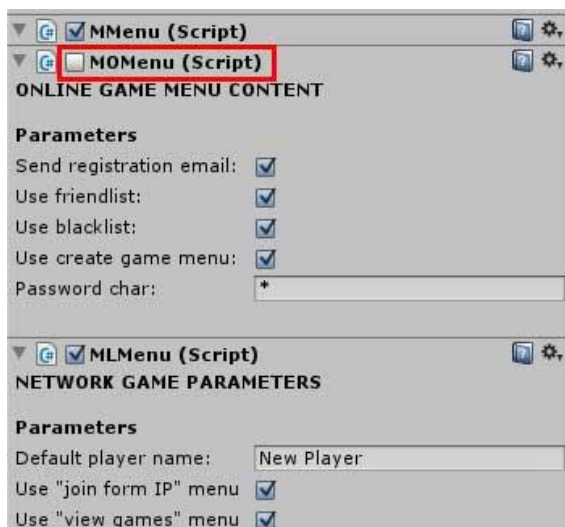 MMenu (Script)
MOMenu (Script)
ONLINE GAME MENU CONTENT
Parameters
Send registration email:
Use friendlist:
Use blacklist:
Use create game menu:
Password char: *
MLMenu (Script)
NETWORK GAME PARAMETERS
Parameters
Default player name: New Player
Use "join form IP" menu
Use "view games" menu